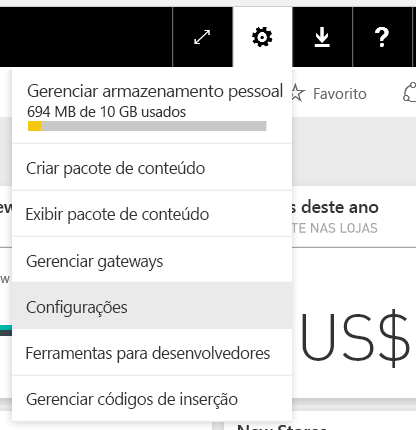 ?
Gerenciar armazenamento pessoal
694 MB de 10 GB usados
Favorito
Criar pacote de conteúdo
Exibir pacote de conteúdo
s deste ano
TE NAS LOJAS
Gerenciar gateways
Configurações
US$
Ferramentas para desenvolvedores
Gerenciar códigos de inserção
New Stores